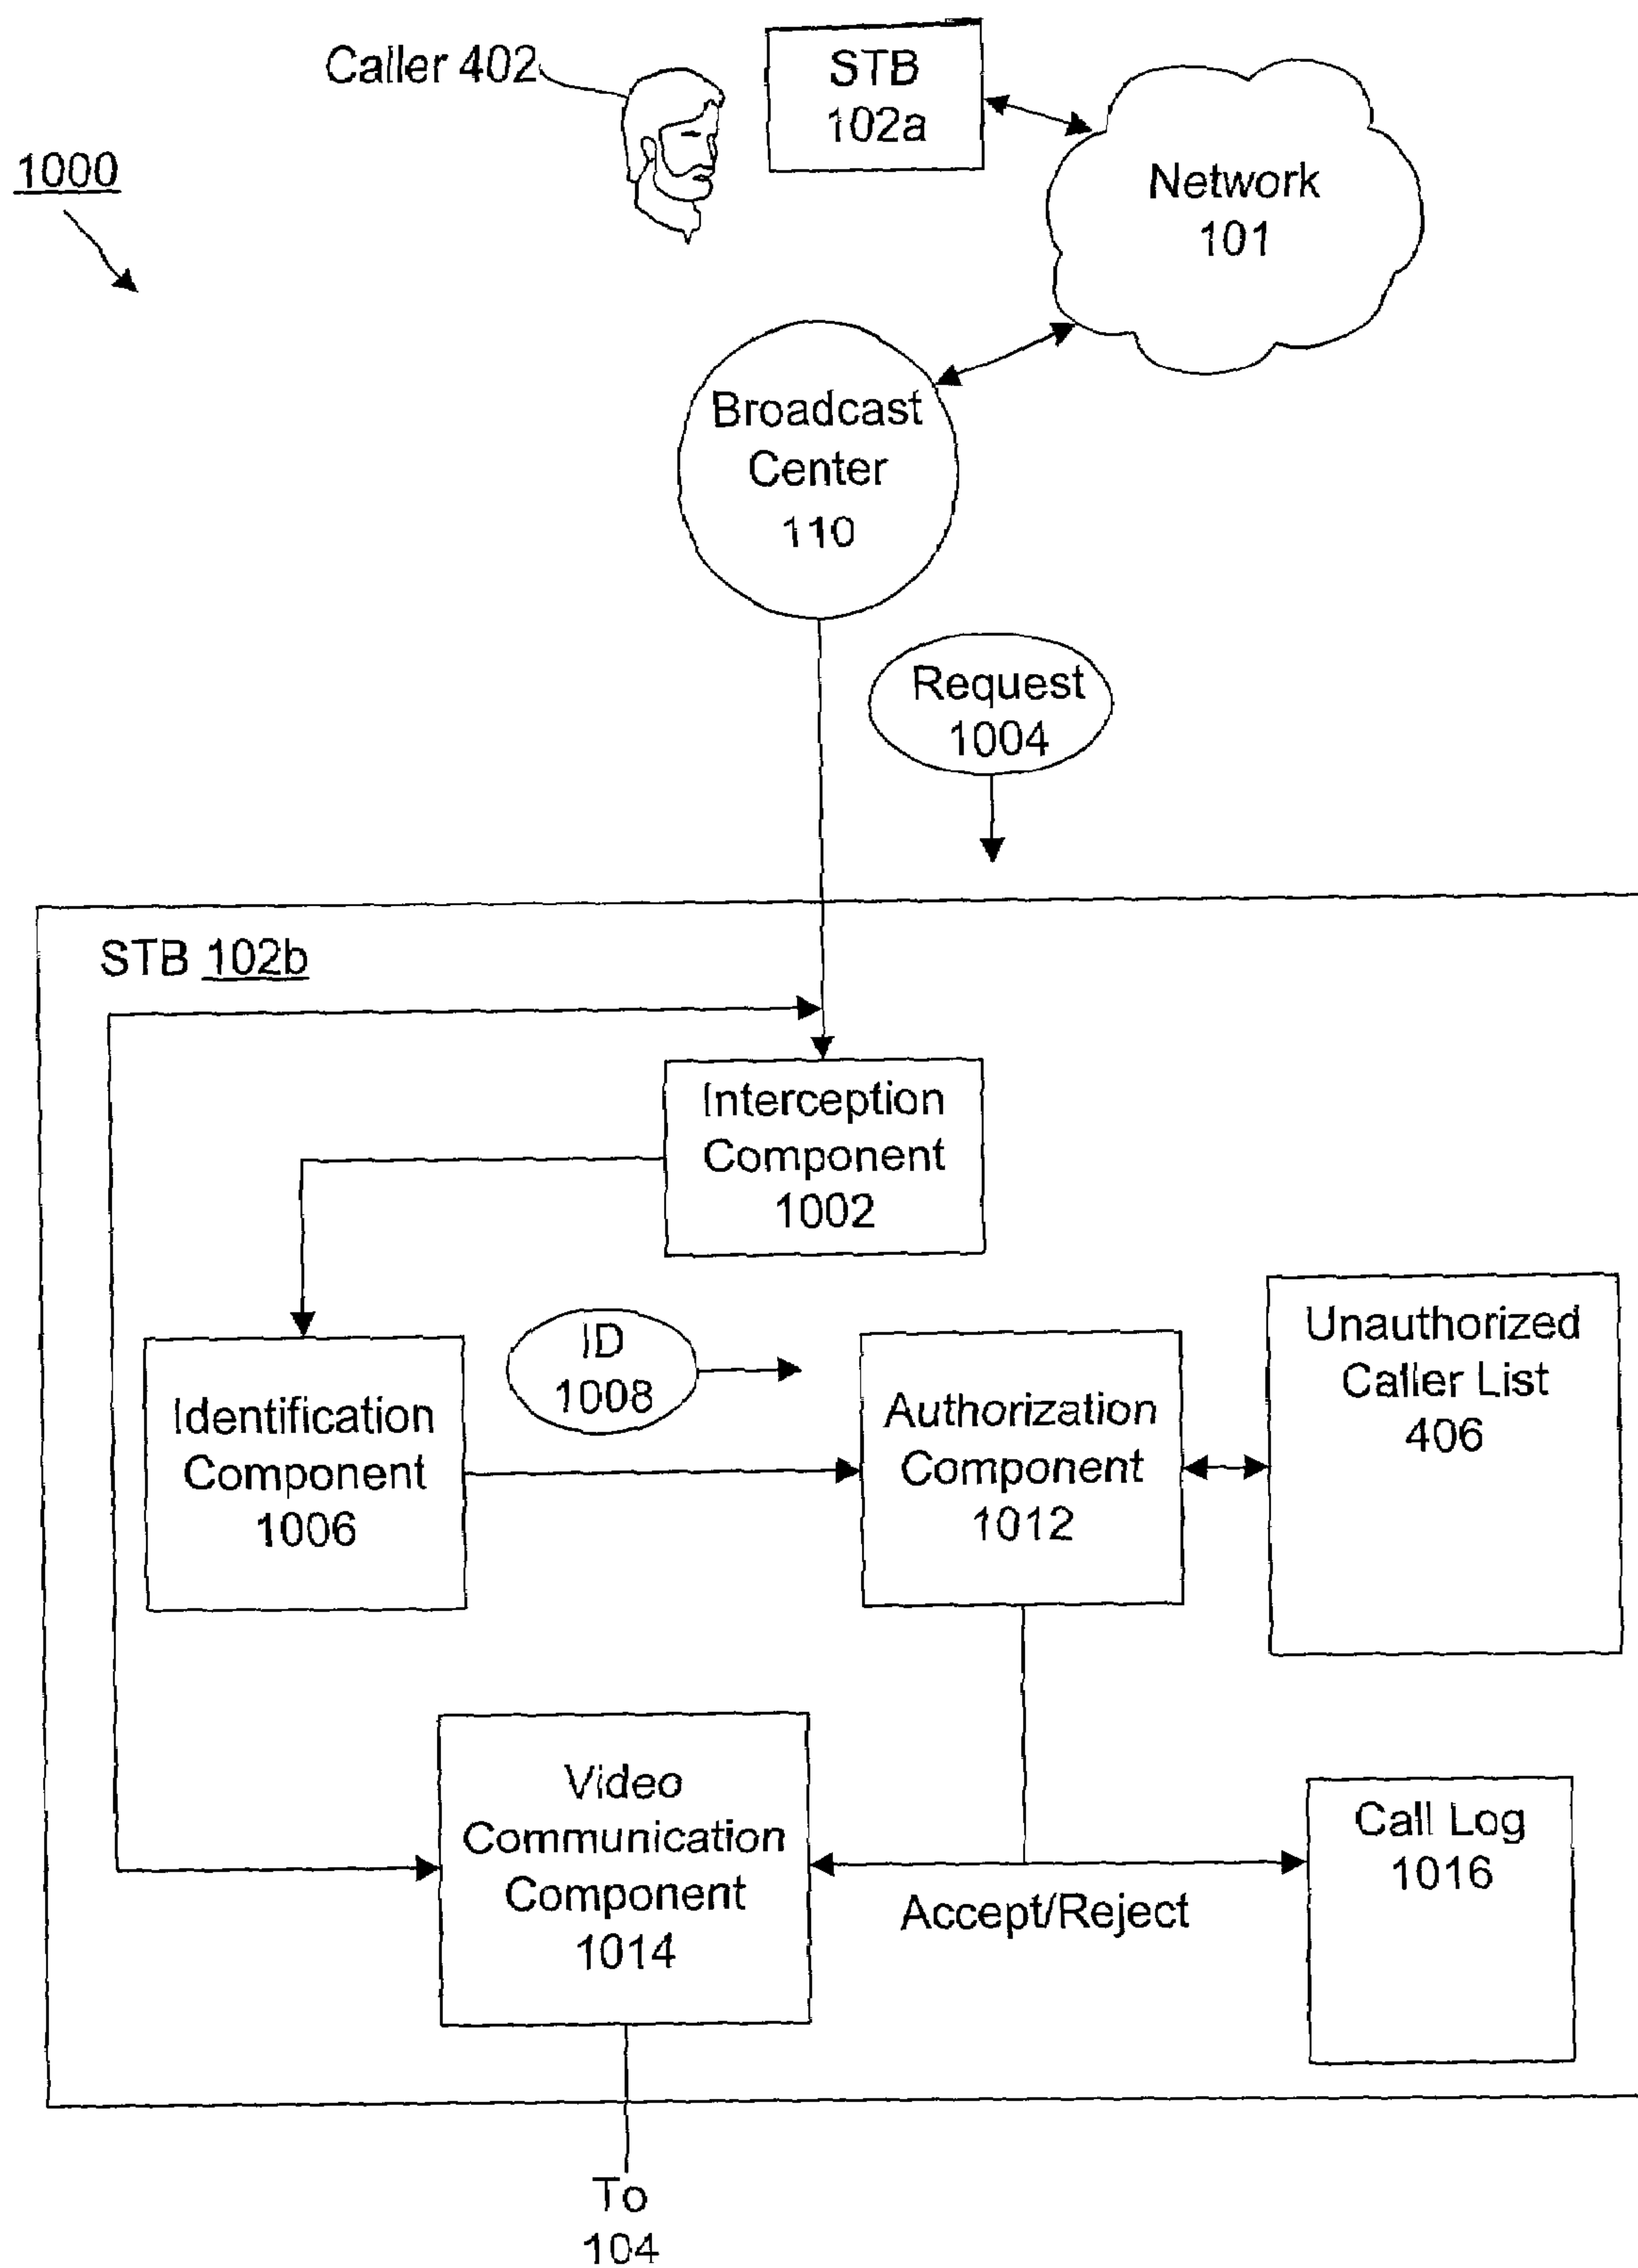 Caller 402
STB
102a
1000
Network
101
Broadcast
Center
110
Request
1004
STB 102b
Interception
Component
1002
ID
1008
Identification
Component
1006
Authorization
Component
1012
Unauthorized
Caller List
406
Video
Communication
Component
1014
Accept/Reject
Call Log
1016
To
104